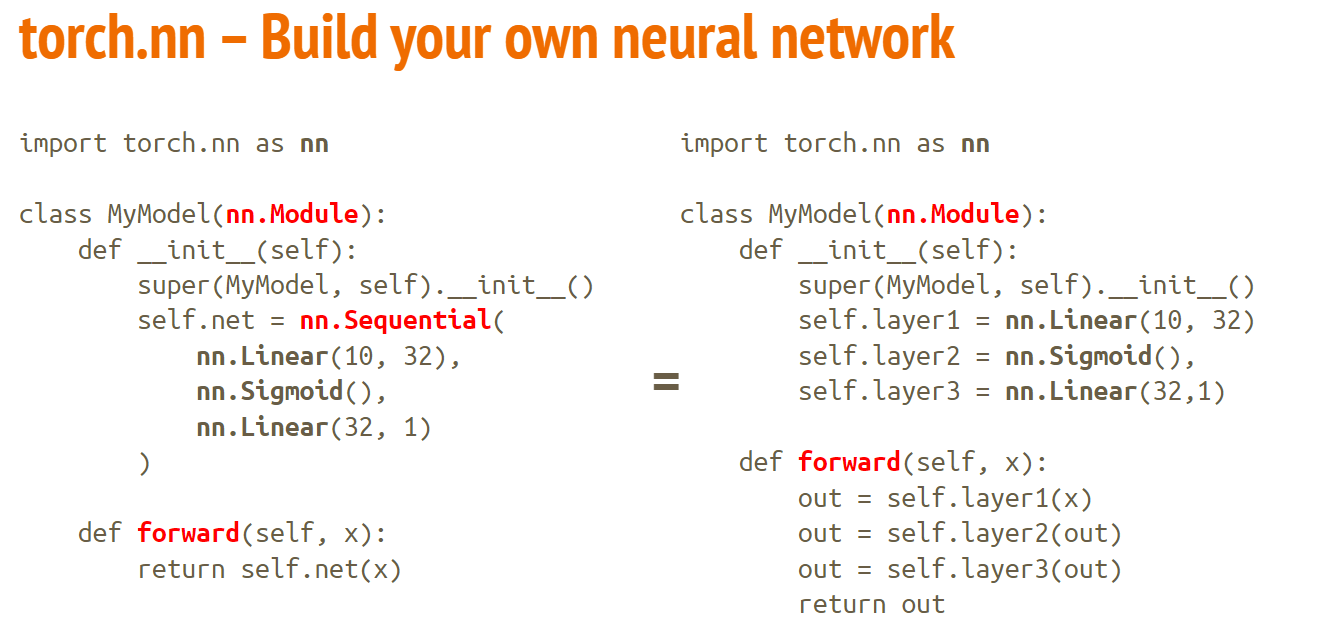 torch.nn – Build your own neural network
import torch.nn as nn
class MyModel(nn.Module):
    def __init__(self):
        super(MyModel, self).__init__()
        self.net = nn.Sequential(
            nn.Linear(10, 32),
            nn.Sigmoid(),
            nn.Linear(32, 1)
        )
    def forward(self, x):
        return self.net(x)
=
import torch.nn as nn
class MyModel(nn.Module):
    def __init__(self):
        super(MyModel, self).__init__()
        self.layer1 = nn.Linear(10, 32)
        self.layer2 = nn.Sigmoid(),
        self.layer3 = nn.Linear(32,1)
    def forward(self, x):
        out = self.layer1(x)
        out = self.layer2(out)
        out = self.layer3(out)
        return out